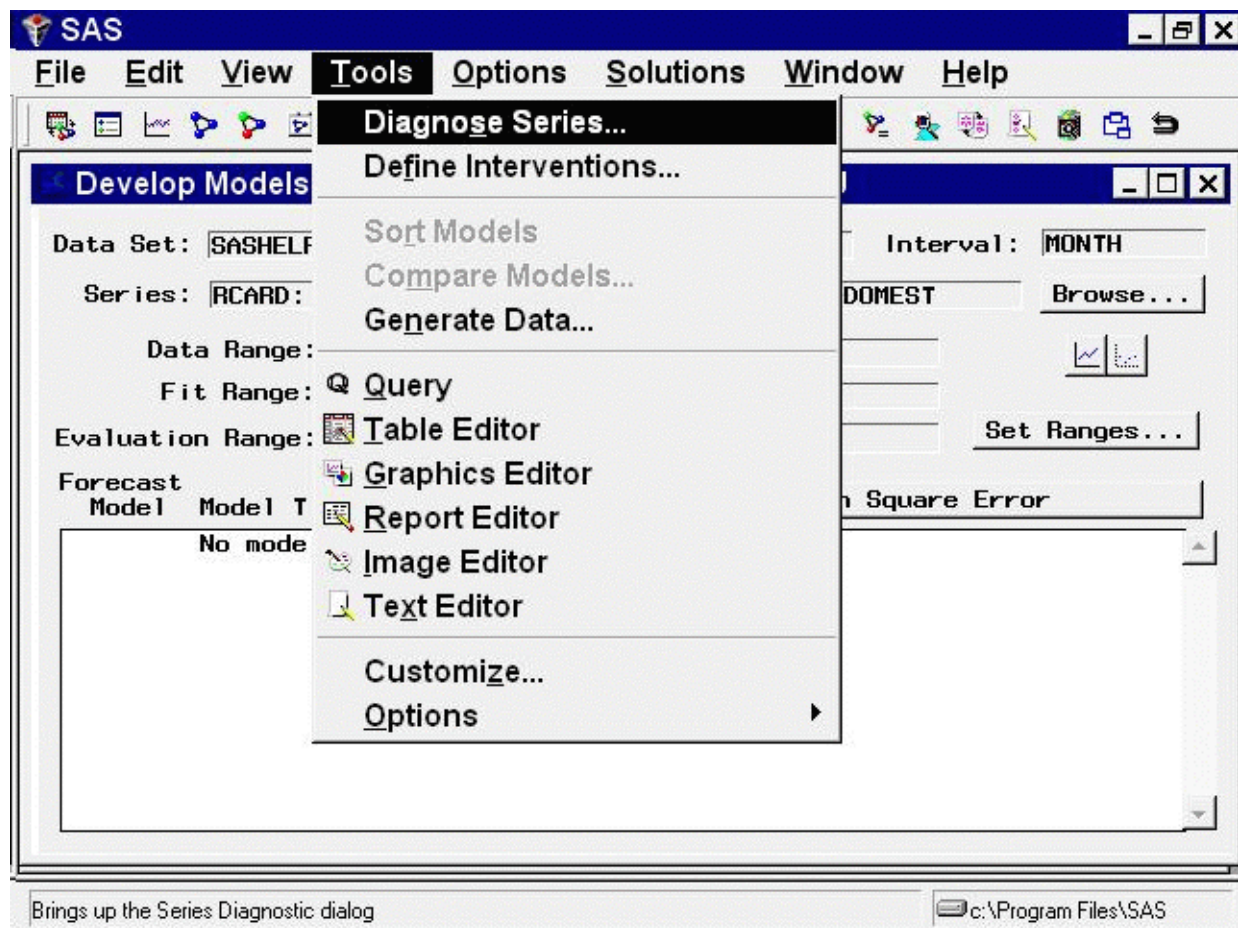 SAS
File Edit View Tools Options Solutions Window Help
Diagnose Series...
Define Interventions...
Develop Models
Sort Models
Data Set: SASHELP Interval: MONTH
Compare Models...
Series: RCARD: DOMEST Browse...
Generate Data...
Data Range:
Fit Range: Query
Evaluation Range: Table Editor Set Ranges...
Graphics Editor
Forecast
Model Model T Square Error
Report Editor
No mode
Image Editor
Text Editor
Customize...
Options
Brings up the Series Diagnostic dialog c:\Program Files\SAS